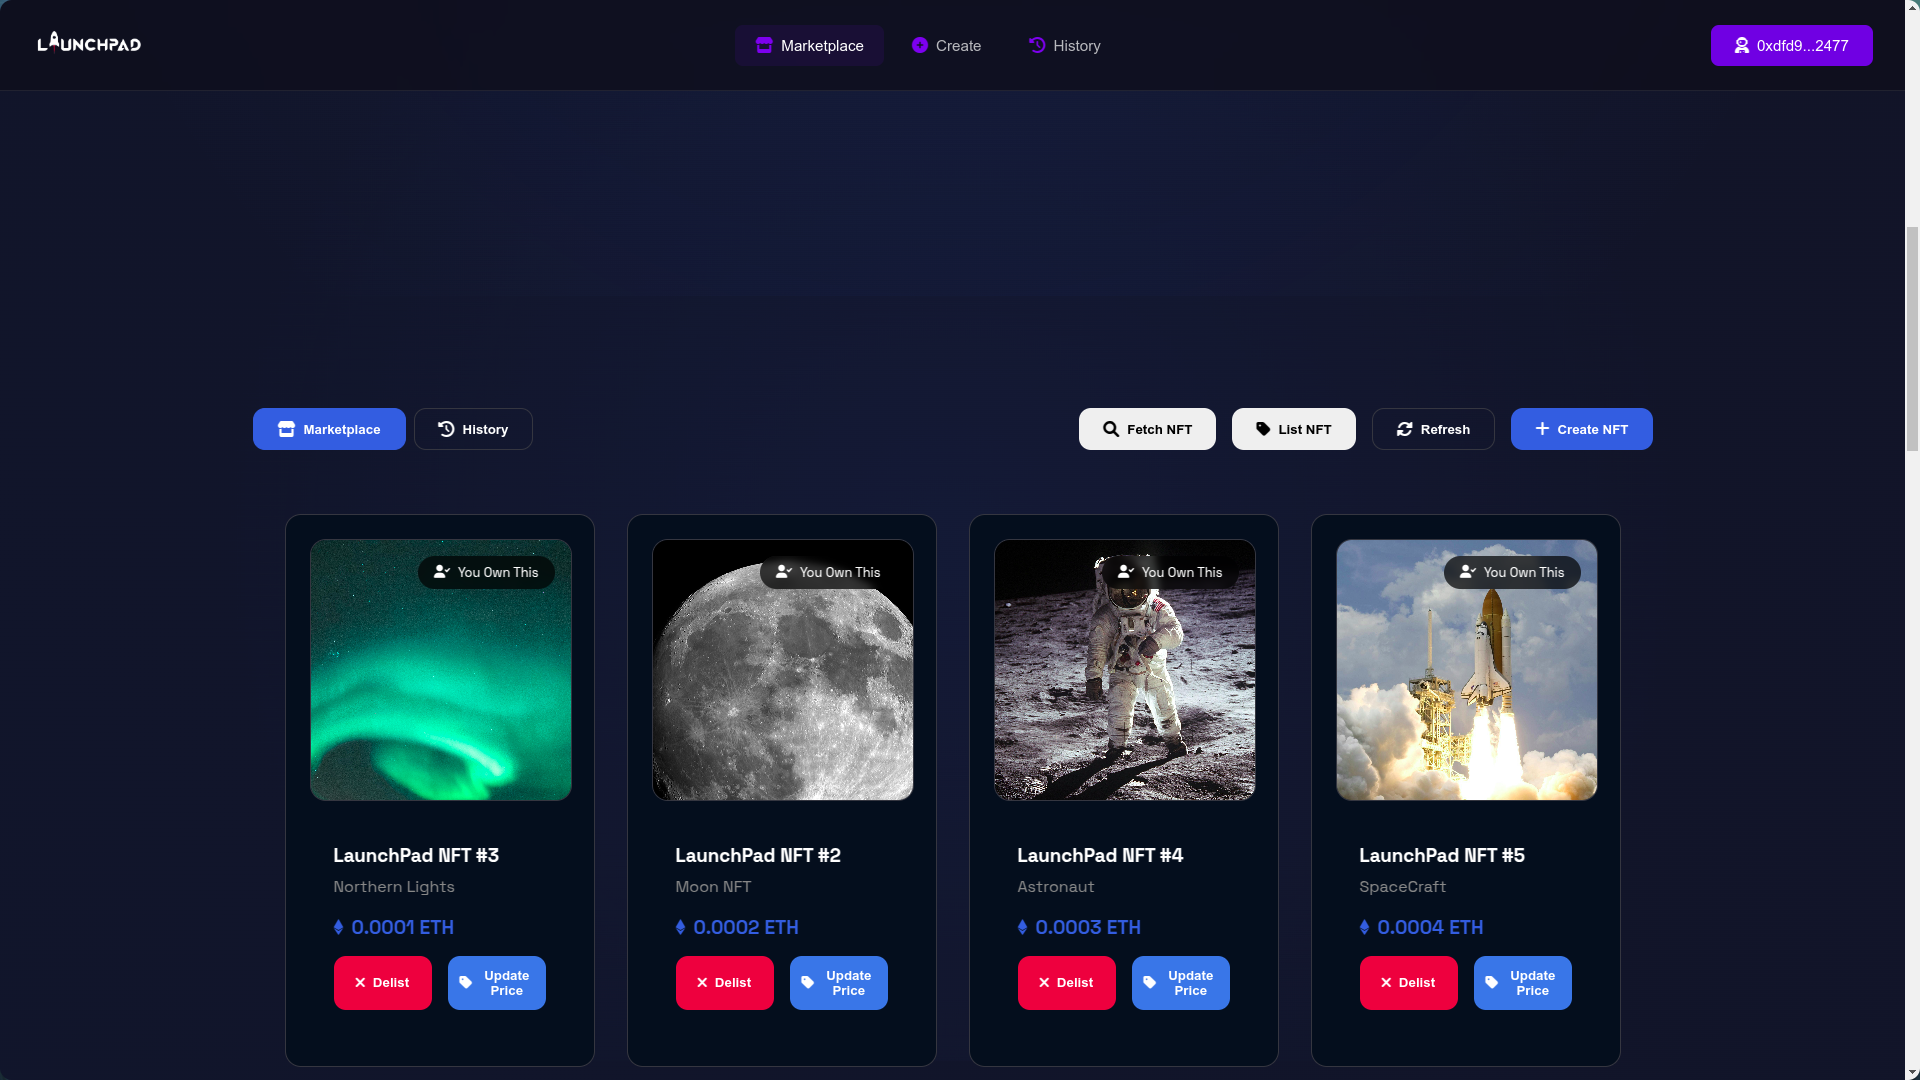 LAUNCHPAD
Marketplace
Create
History
0xdfd9...2477
Marketplace
History
Fetch NFT
List NFT
Refresh
Create NFT
You Own This
You Own This
You Own This
You Own This
LaunchPad NFT #3
Northern Lights
0.0001 ETH
Delist
Update
Price
LaunchPad NFT #2
Moon NFT
0.0002 ETH
Delist
Update
Price
LaunchPad NFT #4
Astronaut
0.0003 ETH
Delist
Update
Price
LaunchPad NFT #5
SpaceCraft
0.0004 ETH
Delist
Update
Price